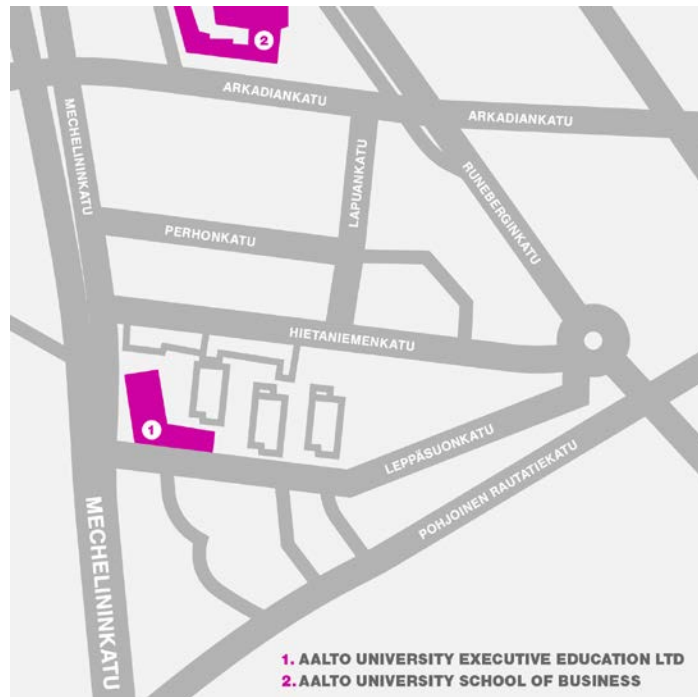 2
ARKADIANKATU
ARKADIANKATU
MECHELININKATU
LAPUANKATU
RUNEBERGINKATU
PERHONKATU
HIETANIEMENKATU
1
LEPPÄSUONKATU
POHJOINEN RAUTATIEKATU
MECHELININKATU
1. AALTO UNIVERSITY EXECUTIVE EDUCATION LTD
2. AALTO UNIVERSITY SCHOOL OF BUSINESS